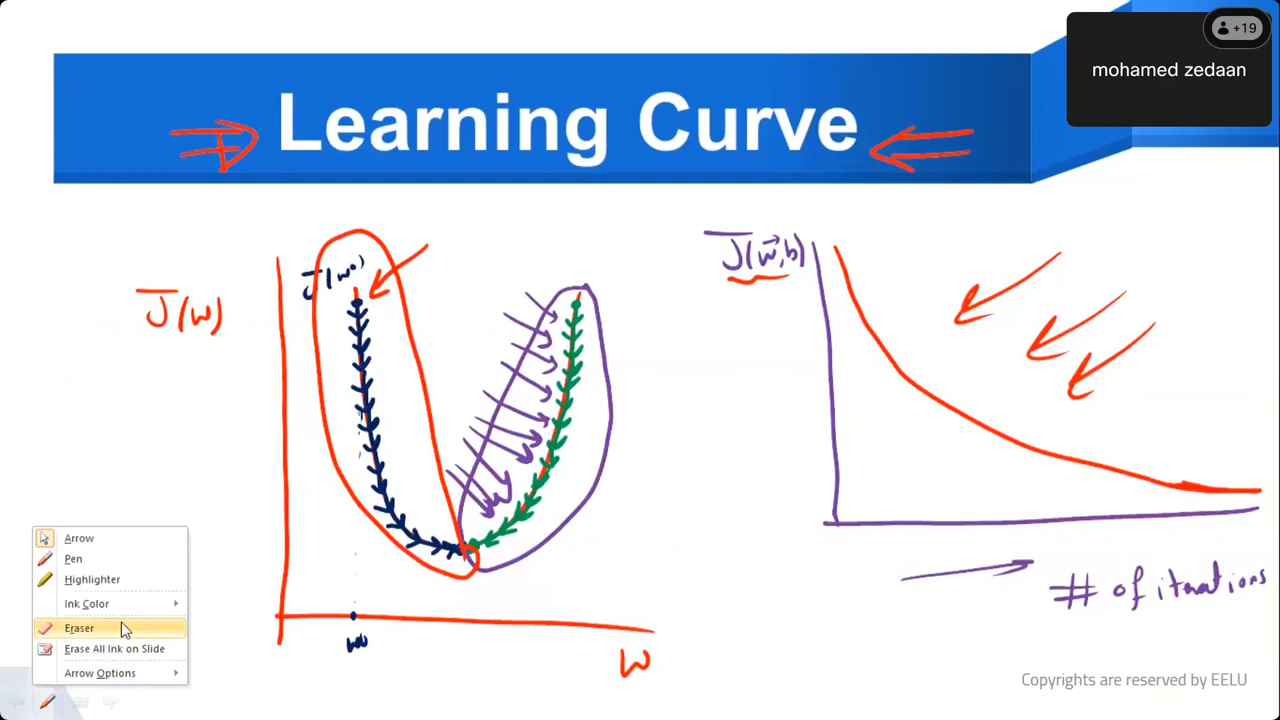 +19
mohamed zedaan
Learning Curve
J(w)
J(w⁰)
J(w⃗,b)
# of iterations
w
Arrow
Pen
Highlighter
Ink Color
Eraser
Erase All Ink on Slide
Arrow Options
Copyrights are reserved by EELU